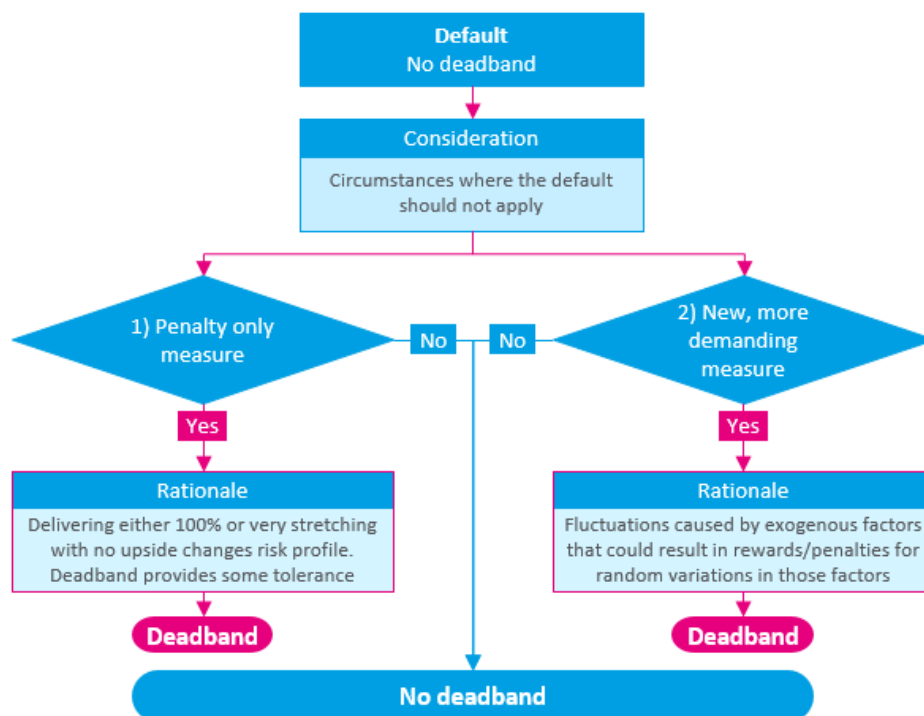 Default
No deadband
Consideration
Circumstances where the default
should not apply
1) Penalty only
measure
No
No
2) New, more
demanding
measure
Yes
Yes
Rationale
Delivering either 100% or very stretching
with no upside changes risk profile.
Deadband provides some tolerance
Rationale
Fluctuations caused by exogenous factors
that could result in rewards/penalties for
random variations in those factors
Deadband
Deadband
No deadband